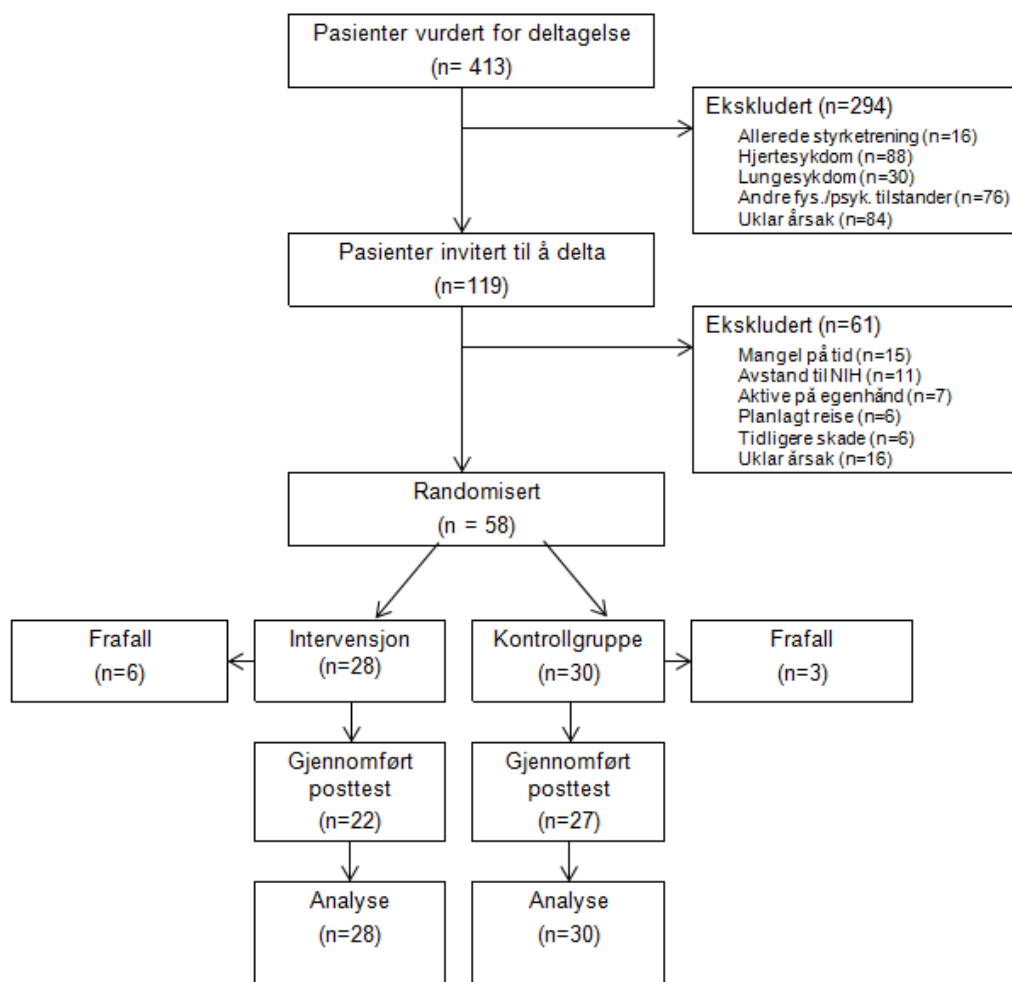 Pasienter vurdert for deltagelse
(n= 413)
Ekskludert (n=294)
Allerede styrketrening (n=16)
Hjertesykdom (n=88)
Lungesykdom (n=30)
Andre fys./psyk. tilstander (n=76)
Uklar årsak (n=84)
Pasienter invitert til å delta
(n=119)
Ekskludert (n=61)
Mangel på tid (n=15)
Avstand til NIH (n=11)
Aktive på egenhånd (n=7)
Planlagt reise (n=6)
Tidligere skade (n=6)
Uklar årsak (n=16)
Randomisert
(n = 58)
Frafall
(n=6)
Intervensjon
(n=28)
Kontrollgruppe
(n=30)
Frafall
(n=3)
Gjennomført
posttest
(n=22)
Gjennomført
posttest
(n=27)
Analyse
(n=28)
Analyse
(n=30)